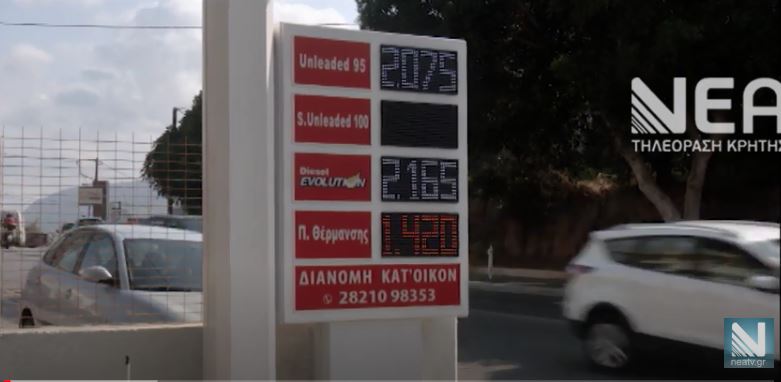 Unleaded 95 2.075
S.Unleaded 100
Diesel
EVOLUTION 2.165
Π. Θέρμανσης 1.420
ΔΙΑΝΟΜΗ ΚΑΤ'ΟΙΚΟΝ
28210 98353
ΝΕΑ
ΤΗΛΕΟΡΑΣΗ ΚΡΗΤΗΣ
N
neatv.gr